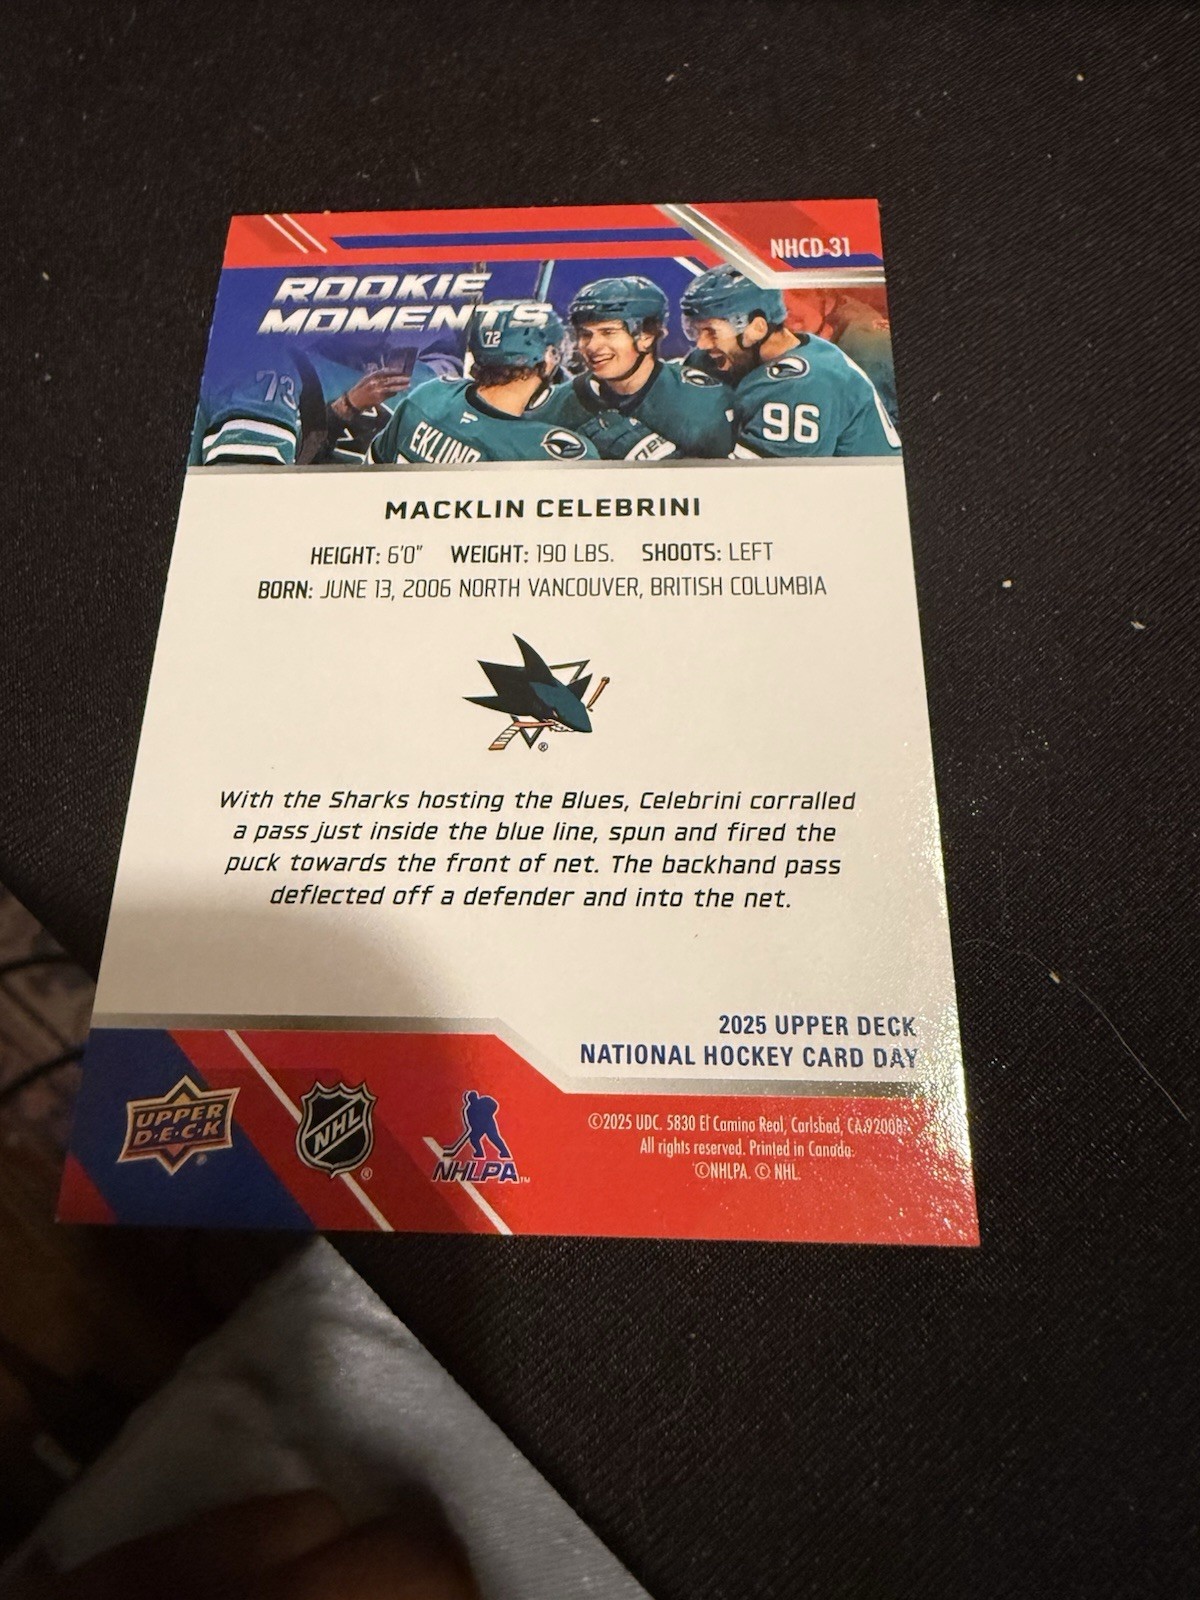 NHCD-31
ROOKIE
MOMENTS
72
73
EKLUND
96
MACKLIN CELEBRINI
HEIGHT: 6'0" WEIGHT: 190 LBS. SHOOTS: LEFT
BORN: JUNE 13, 2006 NORTH VANCOUVER, BRITISH COLUMBIA
®
With the Sharks hosting the Blues, Celebrini corralled
a pass just inside the blue line, spun and fired the
puck towards the front of net. The backhand pass
deflected off a defender and into the net.
2025 UPPER DECK
NATIONAL HOCKEY CARD DAY
UPPER
D·E·C·K
®
NHL
®
NHLPA™
©2025 UDC. 5830 El Camino Real, Carlsbad, CA 92008.
All rights reserved. Printed in Canada.
©NHLPA. © NHL.